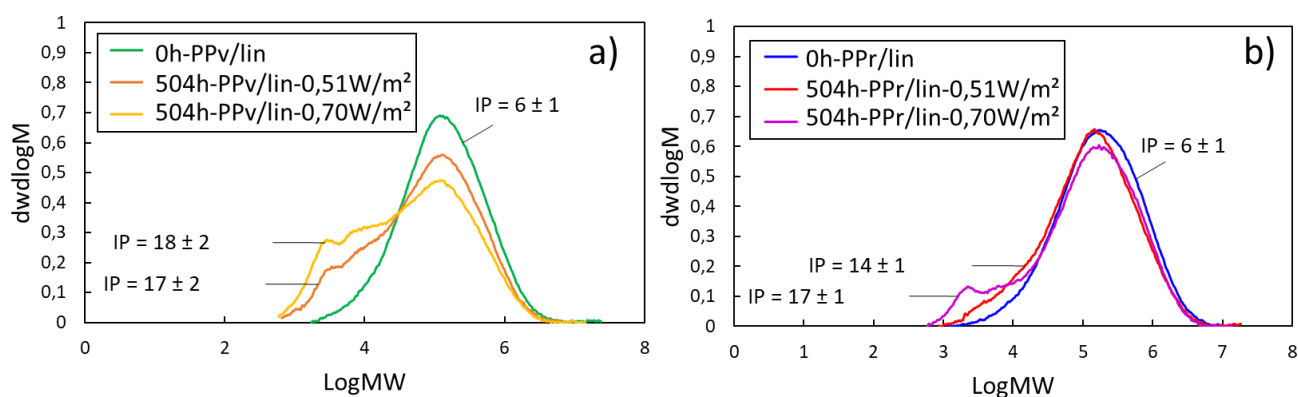 a)
0h-PPv/lin
504h-PPv/lin-0,51W/m²
504h-PPv/lin-0,70W/m²
IP = 6 ± 1
IP = 18 ± 2
IP = 17 ± 2
dwdlogM
1
0,9
0,8
0,7
0,6
0,5
0,4
0,3
0,2
0,1
0
0 2 4 6 8
LogMW
b)
0h-PPr/lin
504h-PPr/lin-0,51W/m²
504h-PPr/lin-0,70W/m²
IP = 6 ± 1
IP = 14 ± 1
IP = 17 ± 1
dwdlogM
1
0,9
0,8
0,7
0,6
0,5
0,4
0,3
0,2
0,1
0
0 1 2 3 4 5 6 7 8
LogMW